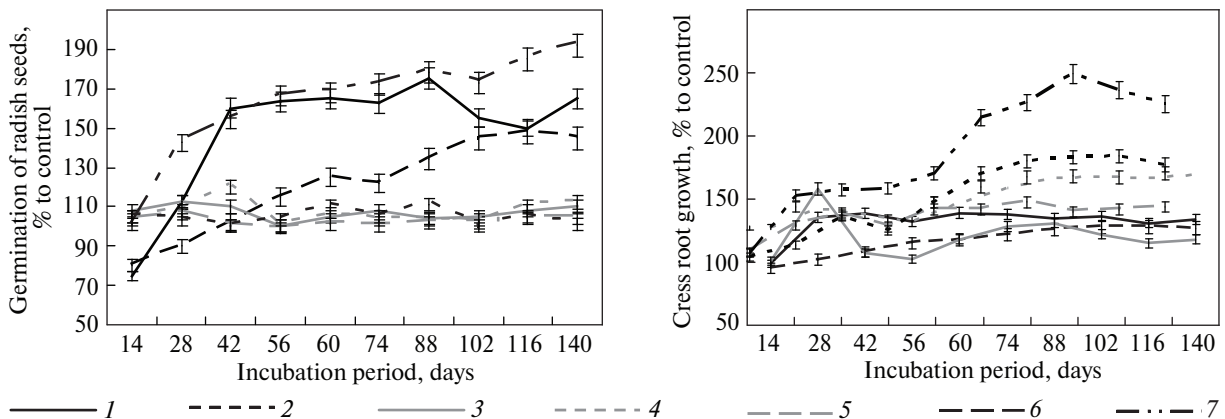 Germination of radish seeds,
% to control
190
170
150
130
110
90
70
50
14 28 42 56 60 74 88 102 116 140
Incubation period, days
Cress root growth, % to control
250
200
150
100
50
14 28 42 56 60 74 88 102 116 140
Incubation period, days
1 2 3 4 5 6 7